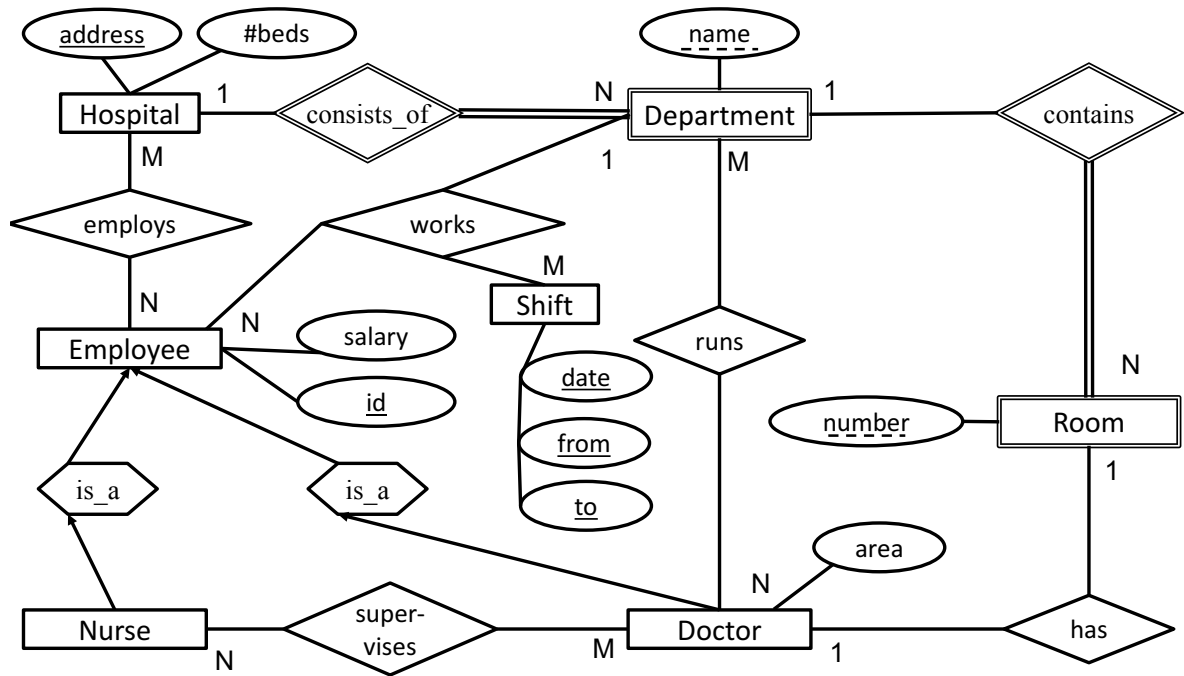 address
#beds
name
Hospital
1
consists_of
N
Department
1
contains
M
1
M
employs
works
N
M
Shift
N
Employee
salary
id
runs
date
from
to
N
number
Room
1
is_a
is_a
area
N
Nurse
N
super-
vises
M
Doctor
1
has